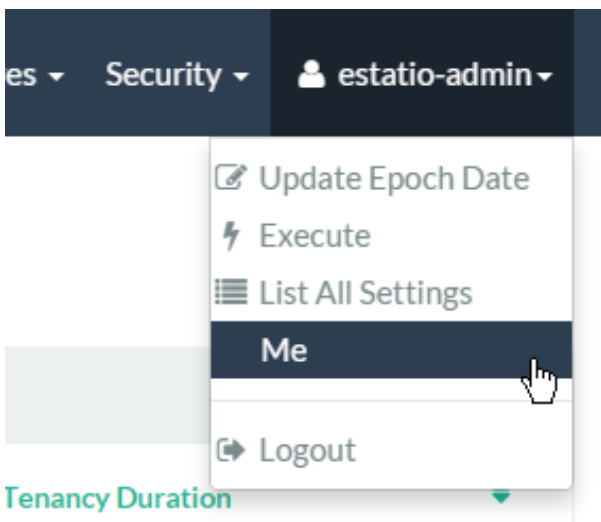 es Security estatio-admin
Update Epoch Date
Execute
List All Settings
Me
Logout
Tenancy Duration